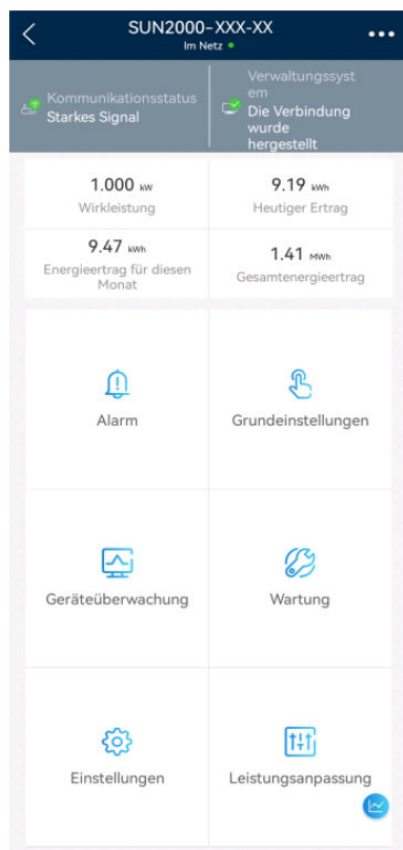 SUN2000-XXX-XX
Im Netz
Kommunikationsstatus
Starkes Signal
Verwaltungssyst
em
Die Verbindung
wurde
hergestellt
1.000 kW
Wirkleistung
9.19 kWh
Heutiger Ertrag
9.47 kWh
Energieertrag für diesen
Monat
1.41 MWh
Gesamtenergieertrag
Alarm
Grundeinstellungen
Geräteüberwachung
Wartung
Einstellungen
Leistungsanpassung